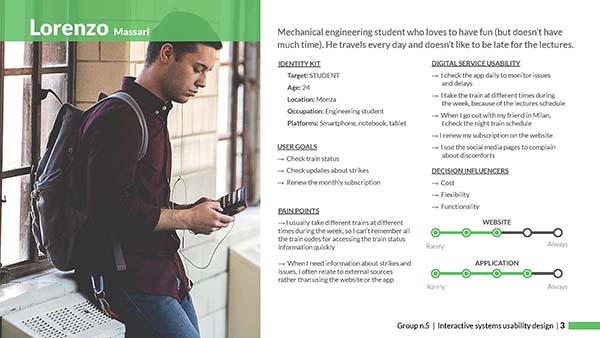 Lorenzo Massari
Mechanical engineering student who loves to have fun (but doesn't have
much time). He travels every day and doesn't like to be late for the lectures.
IDENTITY KIT
Target: STUDENT
Age: 24
Location: Monza
Occupation: Engineering student
Platforms: Smartphone, notebook, tablet
USER GOALS
→ Check train status
→ Check updates about strikes
→ Renew the monthly subscription
PAIN POINTS
→ I usually take different trains at different
times during the week, so I can't remember all
the train codes for accessing the train status
information quickly
→ When I need information about strikes and
issues, I often relate to external sources
rather than using the website or the app
DIGITAL SERVICE USABILITY
→ I check the app daily to monitor issues
and delays
→ I take the train at different times during
the week, because of the lectures schedule
→ When I go out with my friend in Milan,
I check the night train schedule
→ I renew my subscription on the website
→ I use the social media pages to complain
about discomforts
DECISION INFLUENCERS
→ Cost
→ Flexibility
→ Functionality
WEBSITE
Rarely Always
APPLICATION
Rarely Always
Group n.5 | Interactive systems usability design | 3